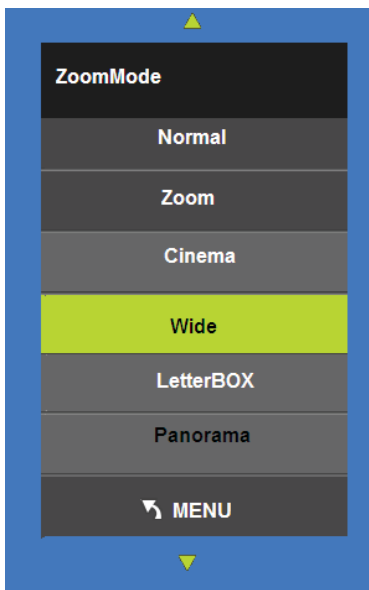 ZoomMode
Normal
Zoom
Cinema
Wide
LetterBOX
Panorama
MENU